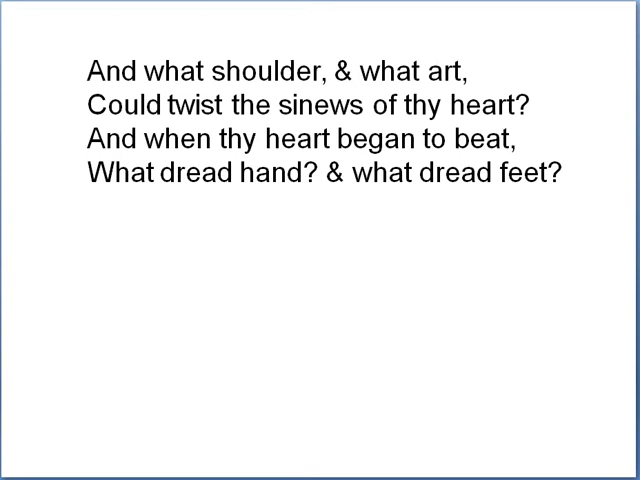 And what shoulder, & what art,
Could twist the sinews of thy heart?
And when thy heart began to beat,
What dread hand? & what dread feet?